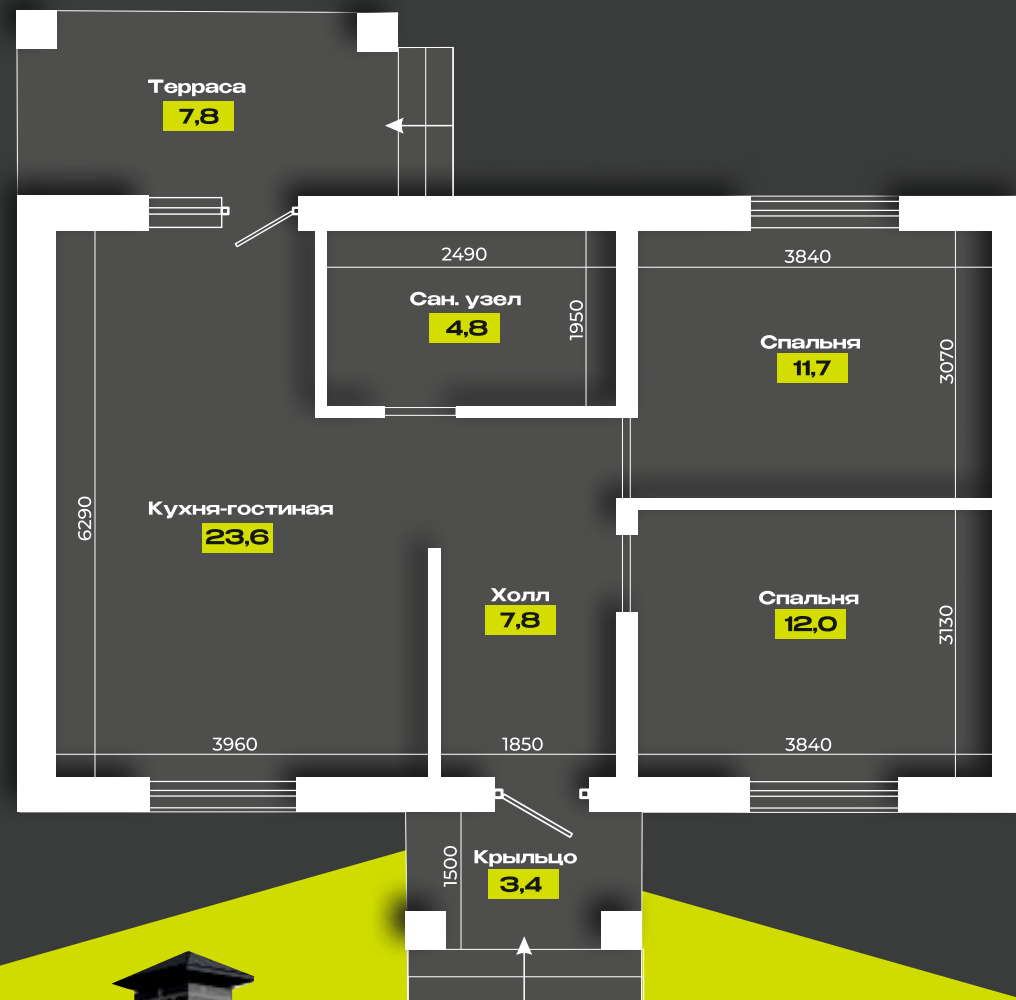 Терраса
7,8
2490
3840
Сан. узел
4,8
1950
Спальня
11,7
3070
6290
Кухня-гостиная
23,6
Холл
7,8
Спальня
12,0
3130
3960
1850
3840
1500
Крыльцо
3,4